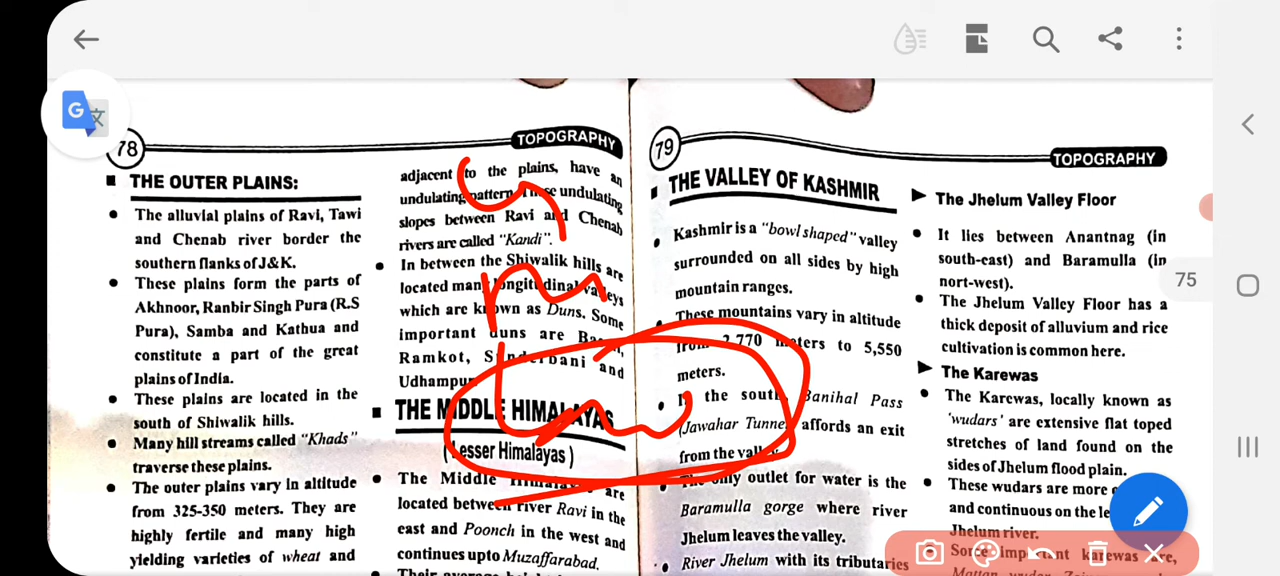 78
TOPOGRAPHY
THE OUTER PLAINS:
The alluvial plains of Ravi, Tawi
and Chenab river border the
southern flanks of J&K.
These plains form the parts of
Akhnoor, Ranbir Singh Pura (R.S
Pura), Samba and Kathua and
constitute a part of the great
plains of India.
These plains are located in the
south of Shiwalik hills.
Many hill streams called "Khads"
traverse these plains.
The outer plains vary in altitude
from 325-350 meters. They are
highly fertile and many high
yielding varieties of wheat and
adjacent to the plains, have an
undulating pattern. These undulating
slopes between Ravi and Chenab
rivers are called "Kandi".
In between the Shiwalik hills are
located many longitudinal valleys
which are known as Duns. Some
important duns are
Ramkot, Sunderbani and
Udhampur
THE MIDDLE HIMALAYAS
(Lesser Himalayas)
The Middle Himalayas are
located between river Ravi in the
east and Poonch in the west and
continues upto Muzaffarabad.
79
TOPOGRAPHY
THE VALLEY OF KASHMIR
Kashmir is a "bowl shaped" valley
surrounded on all sides by high
mountain ranges.
These mountains vary in altitude
from 2,770 meters to 5,550
meters.
In the south, Banihal Pass
(Jawahar Tunnel) affords an exit
from the valley.
The only outlet for water is the
Baramulla gorge where river
Jhelum leaves the valley.
River Jhelum with its tributaries
The Jhelum Valley Floor
It lies between Anantnag (in
south-east) and Baramulla (in
nort-west).
The Jhelum Valley Floor has a
thick deposit of alluvium and rice
cultivation is common here.
The Karewas
The Karewas, locally known as
'wudars' are extensive flat toped
stretches of land found on the
sides of Jhelum flood plain.
These wudars are more
and continuous on the
Jhelum river.
Some important karewas are,
75